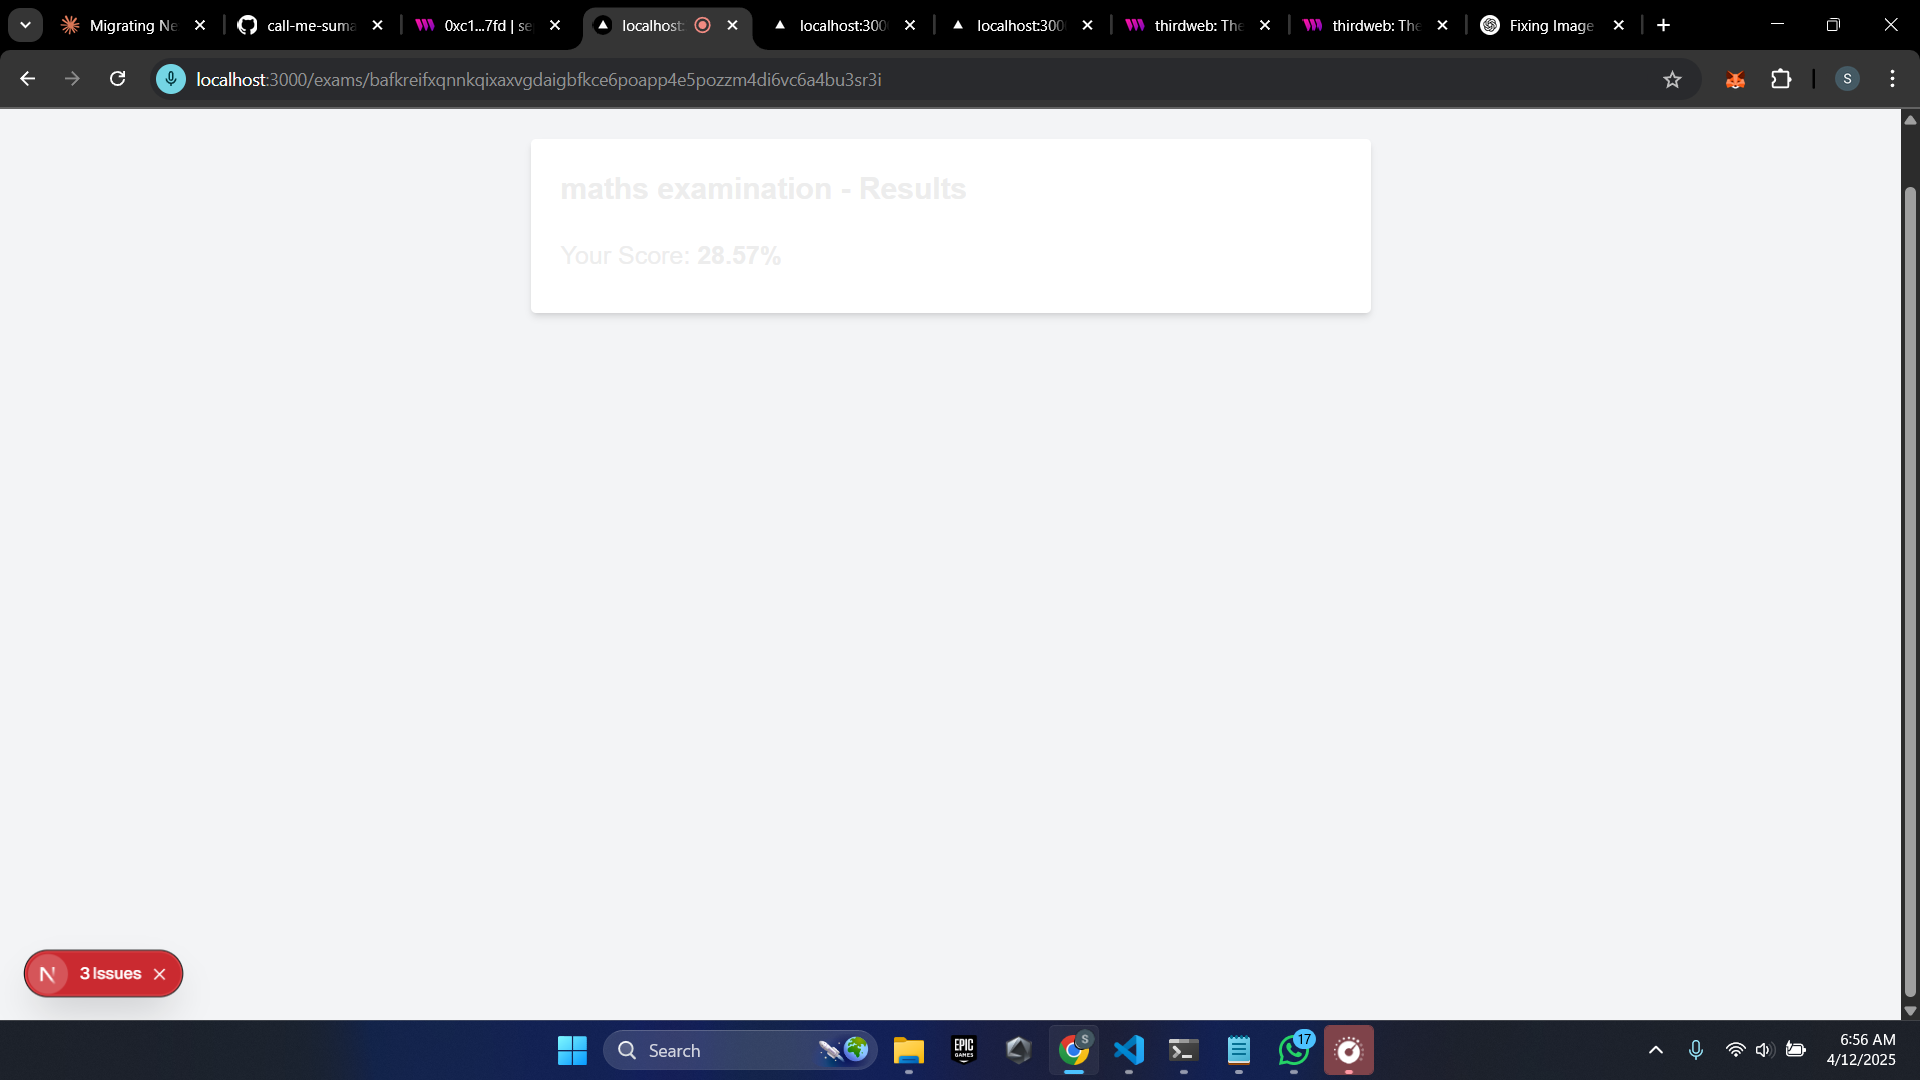 Migrating Ne
call-me-suma
0xc1...7fd | se
localhost:
localhost:300
localhost:300
thirdweb: The
thirdweb: The
Fixing Image
localhost:3000/exams/bafkreifxqnnkqixaxvgdaigbfkce6poapp4e5pozzm4di6vc6a4bu3sr3i
S
maths examination - Results
Your Score: 28.57%
N 3 Issues
Search
EPIC GAMES
S
17
6:56 AM
4/12/2025